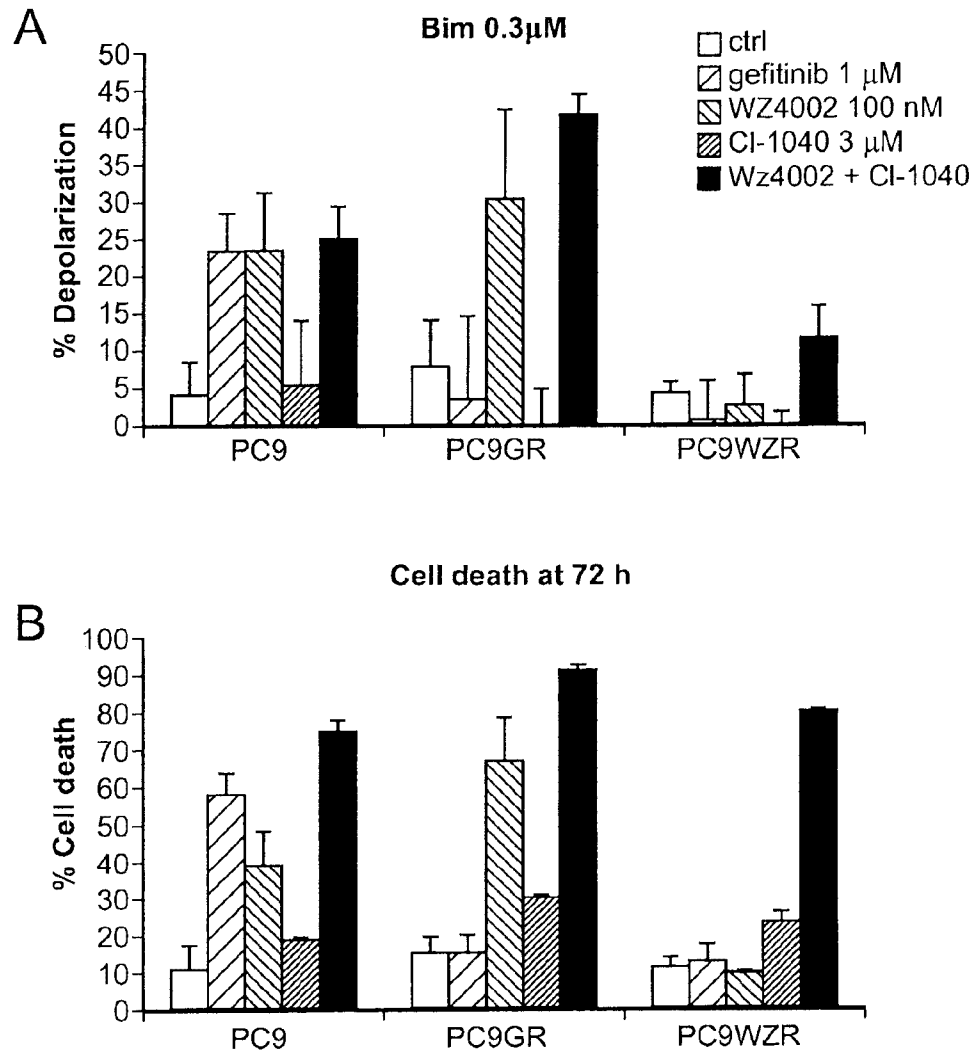 A
Bim 0.3µM
ctrl
gefitinib 1 µM
WZ4002 100 nM
CI-1040 3 µM
Wz4002 + CI-1040
% Depolarization
50
45
40
35
30
25
20
15
10
5
0
PC9 PC9GR PC9WZR
Cell death at 72 h
B
% Cell death
100
90
80
70
60
50
40
30
20
10
0
PC9 PC9GR PC9WZR